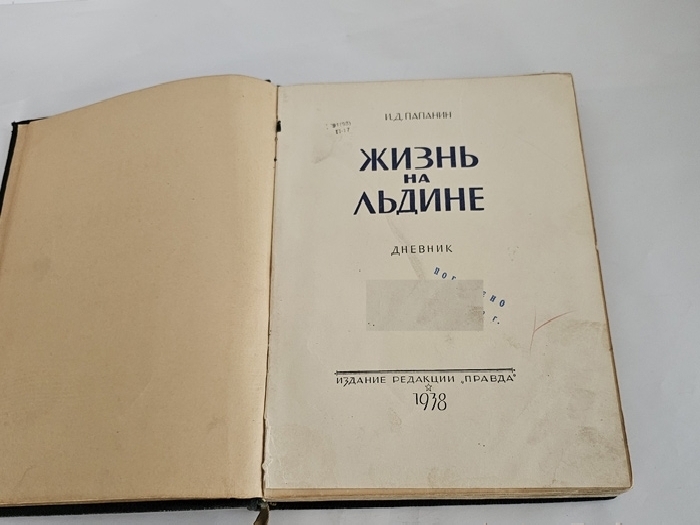 И.Д.ПАПАНИН
ЖИЗНЬ
НА
ЛЬДИНЕ
ДНЕВНИК
ИЗДАНИЕ РЕДАКЦИИ „ПРАВДА"
1938